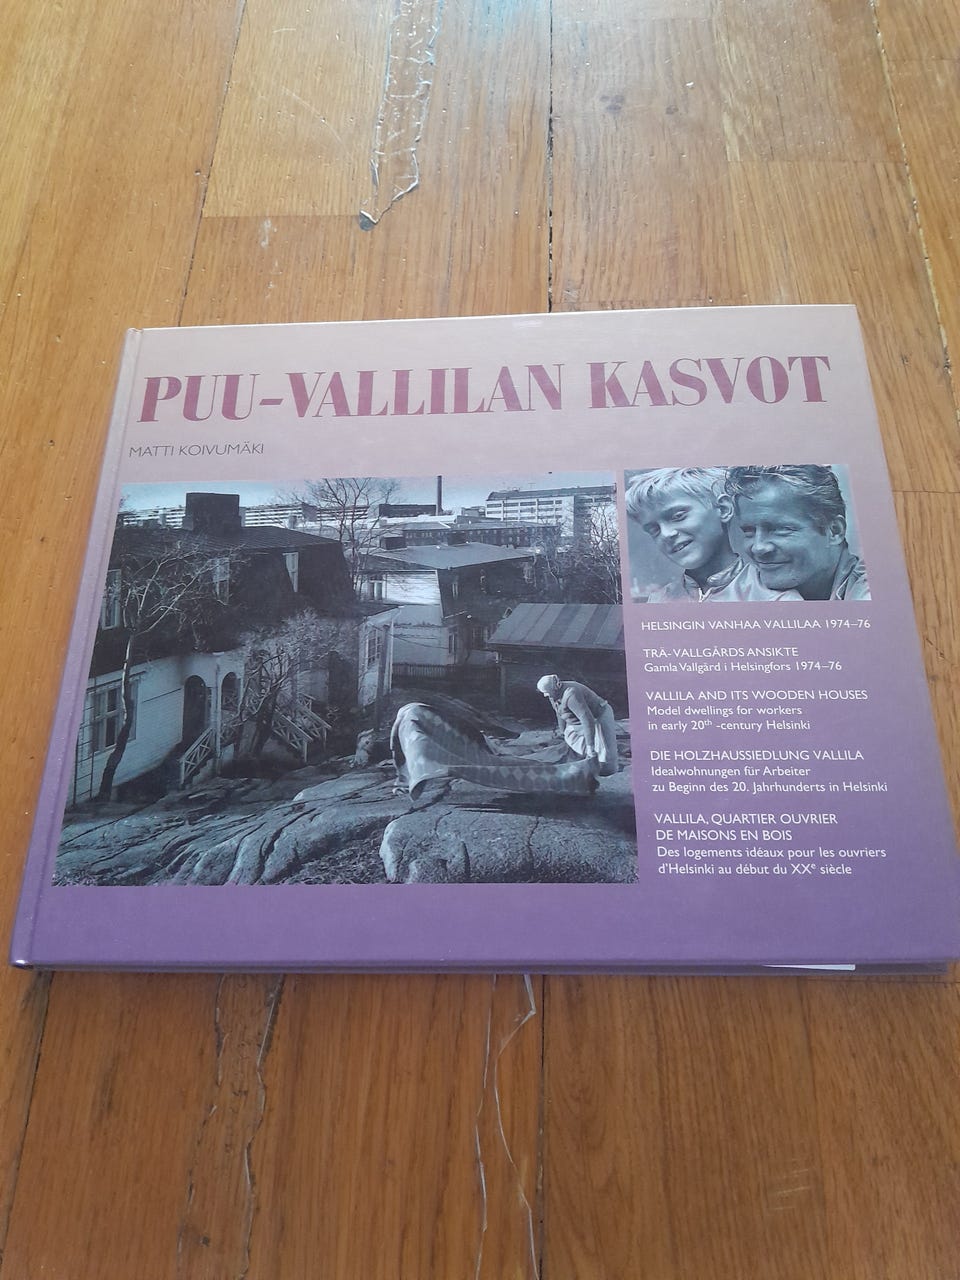 PUU-VALLILAN KASVOT
MATTI KOIVUMÄKI
HELSINGIN VANHAA VALLILAA 1974–76
TRÄ-VALLGÅRDS ANSIKTE
Gamla Vallgård i Helsingfors 1974–76
VALLILA AND ITS WOODEN HOUSES
Model dwellings for workers
in early 20th -century Helsinki
DIE HOLZHAUSSIEDLUNG VALLILA
Idealwohnungen für Arbeiter
zu Beginn des 20. Jahrhunderts in Helsinki
VALLILA, QUARTIER OUVRIER
DE MAISONS EN BOIS
Des logements idéaux pour les ouvriers
d'Helsinki au début du XXe siècle